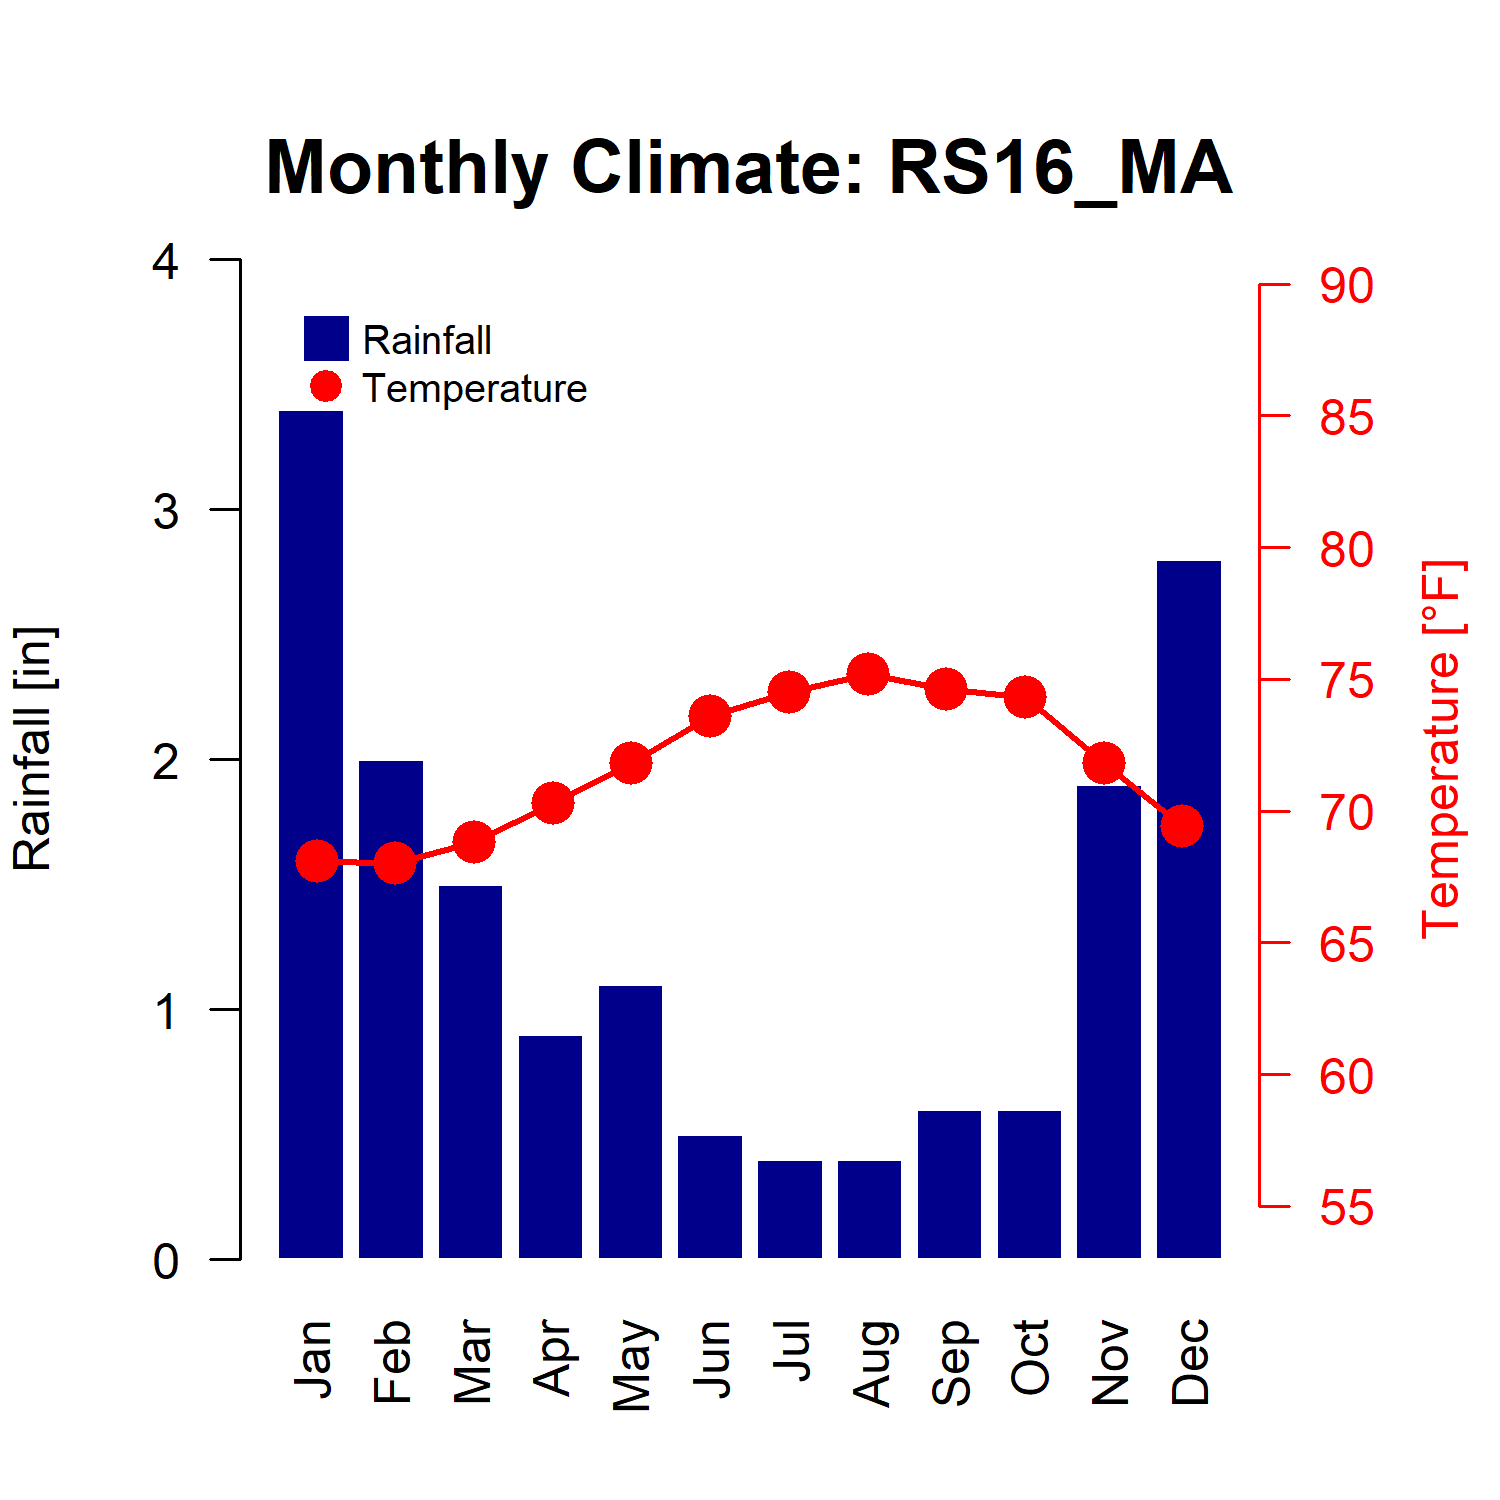 Monthly Climate: RS16_MA
Rainfall
Temperature
4
3
2
1
0
Rainfall [in]
90
85
80
75
70
65
60
55
Temperature [°F]
Jan
Feb
Mar
Apr
May
Jun
Jul
Aug
Sep
Oct
Nov
Dec